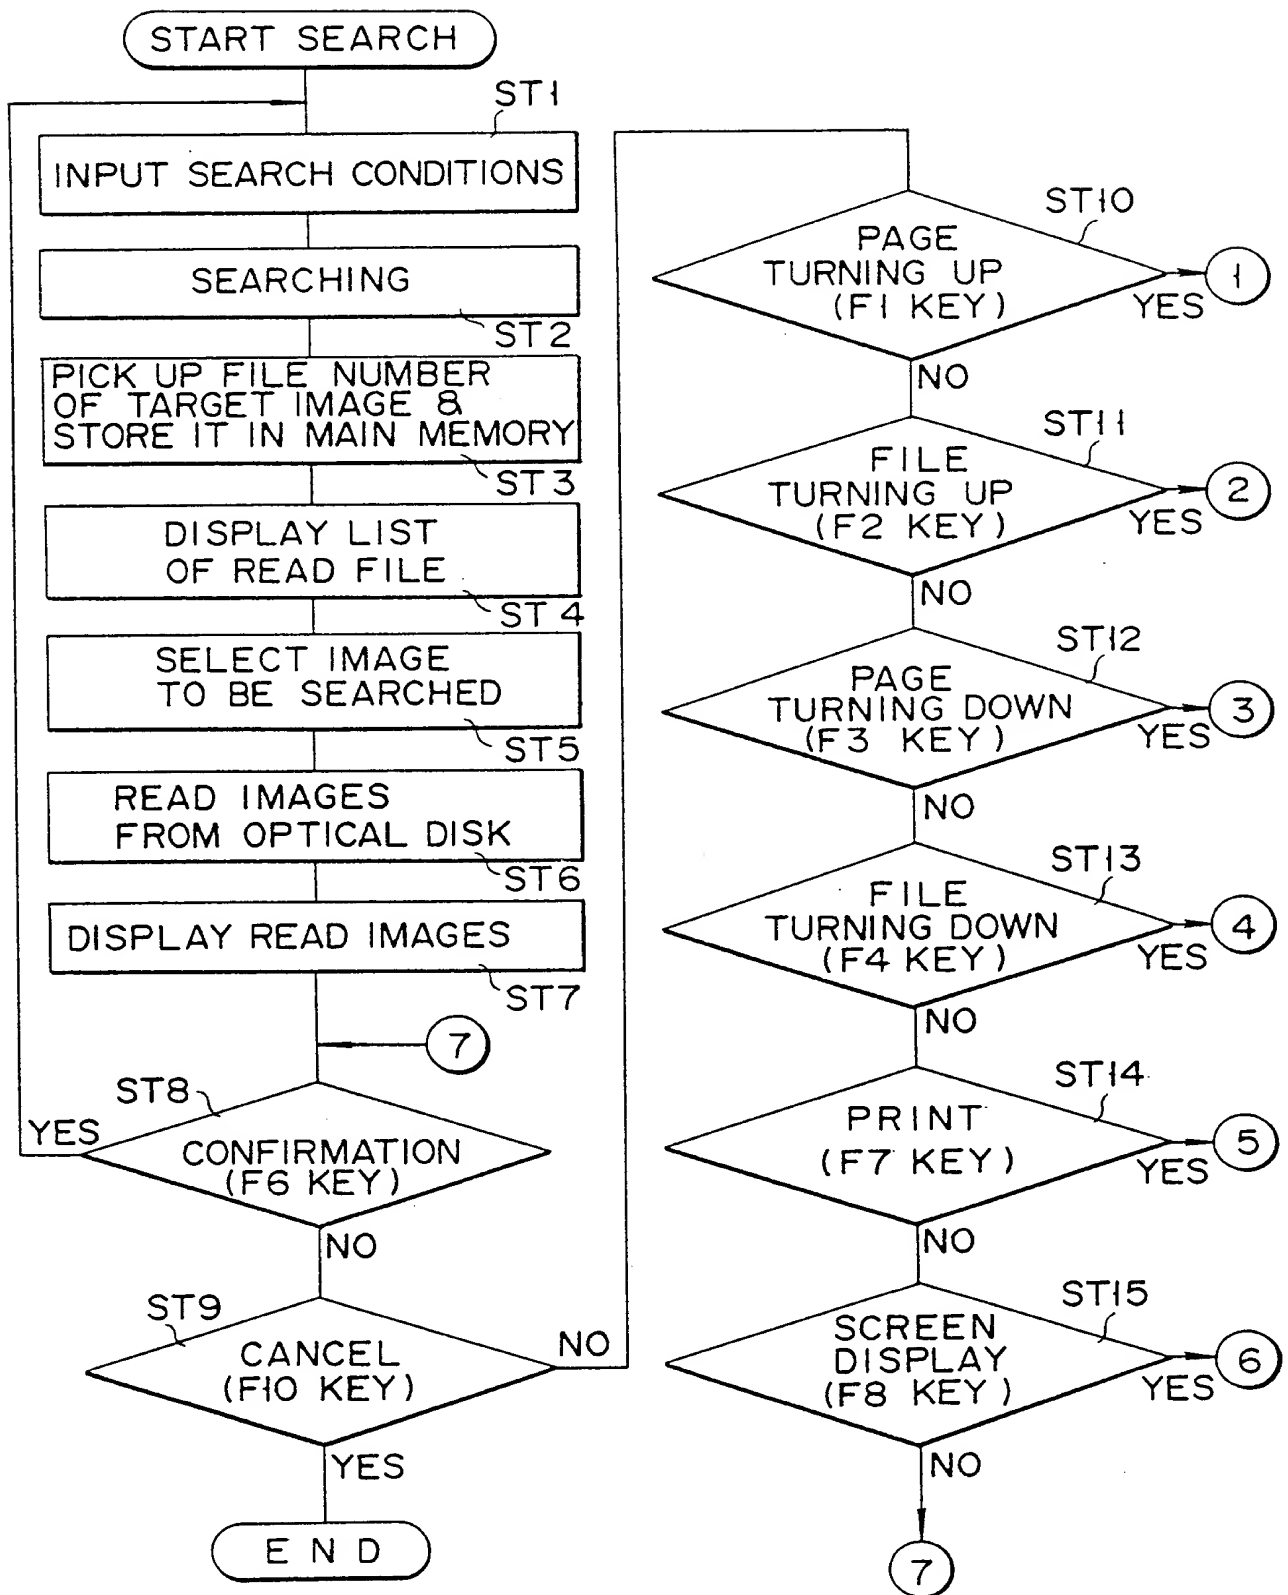 START SEARCH
ST1
INPUT SEARCH CONDITIONS
SEARCHING
ST2
PICK UP FILE NUMBER
OF TARGET IMAGE &
STORE IT IN MAIN MEMORY
ST3
DISPLAY LIST
OF READ FILE
ST4
SELECT IMAGE
TO BE SEARCHED
ST5
READ IMAGES
FROM OPTICAL DISK
ST6
DISPLAY READ IMAGES
ST7
7
ST8
YES
CONFIRMATION
(F6 KEY)
NO
ST9
CANCEL
(F10 KEY)
NO
YES
END
ST10
PAGE
TURNING UP
(F1 KEY)
YES
1
NO
ST11
FILE
TURNING UP
(F2 KEY)
YES
2
NO
ST12
PAGE
TURNING DOWN
(F3 KEY)
YES
3
NO
ST13
FILE
TURNING DOWN
(F4 KEY)
YES
4
NO
ST14
PRINT
(F7 KEY)
YES
5
NO
ST15
SCREEN
DISPLAY
(F8 KEY)
YES
6
NO
7